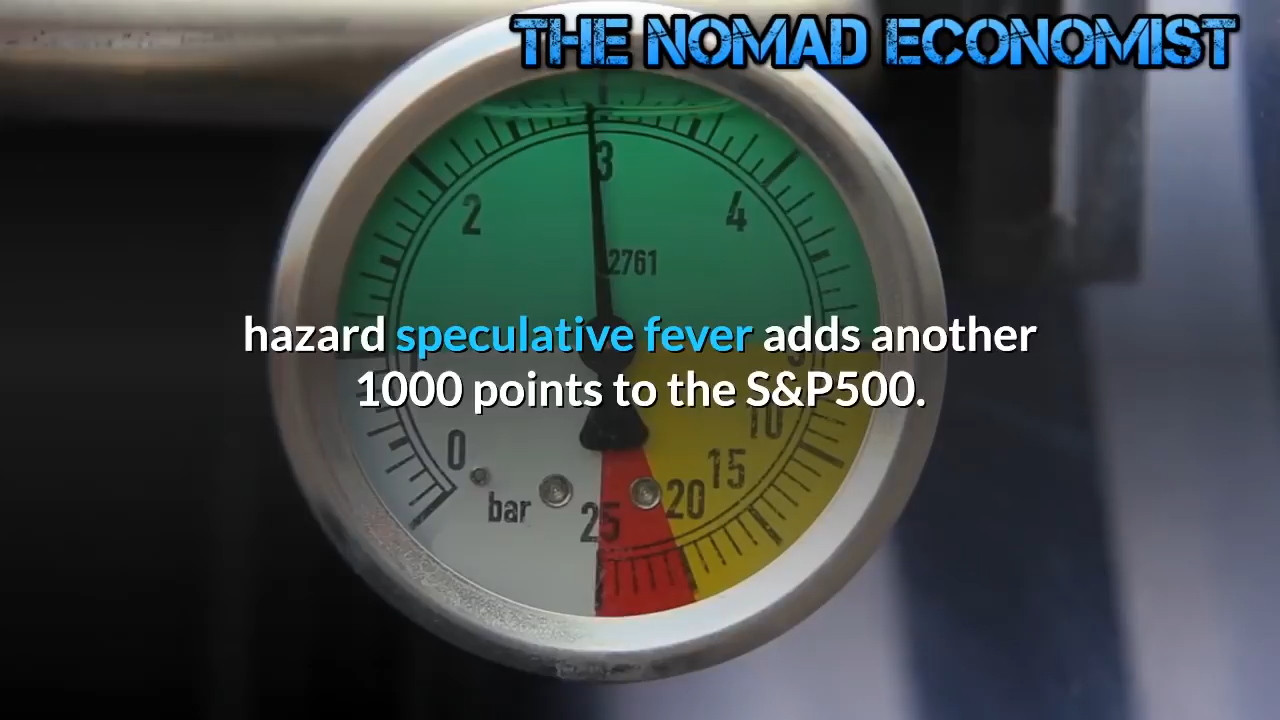 THE NOMAD ECONOMIST
3
2
4
2761
hazard speculative fever adds another
5
1000 points to the S&P500.
10
0
15
bar
20
25